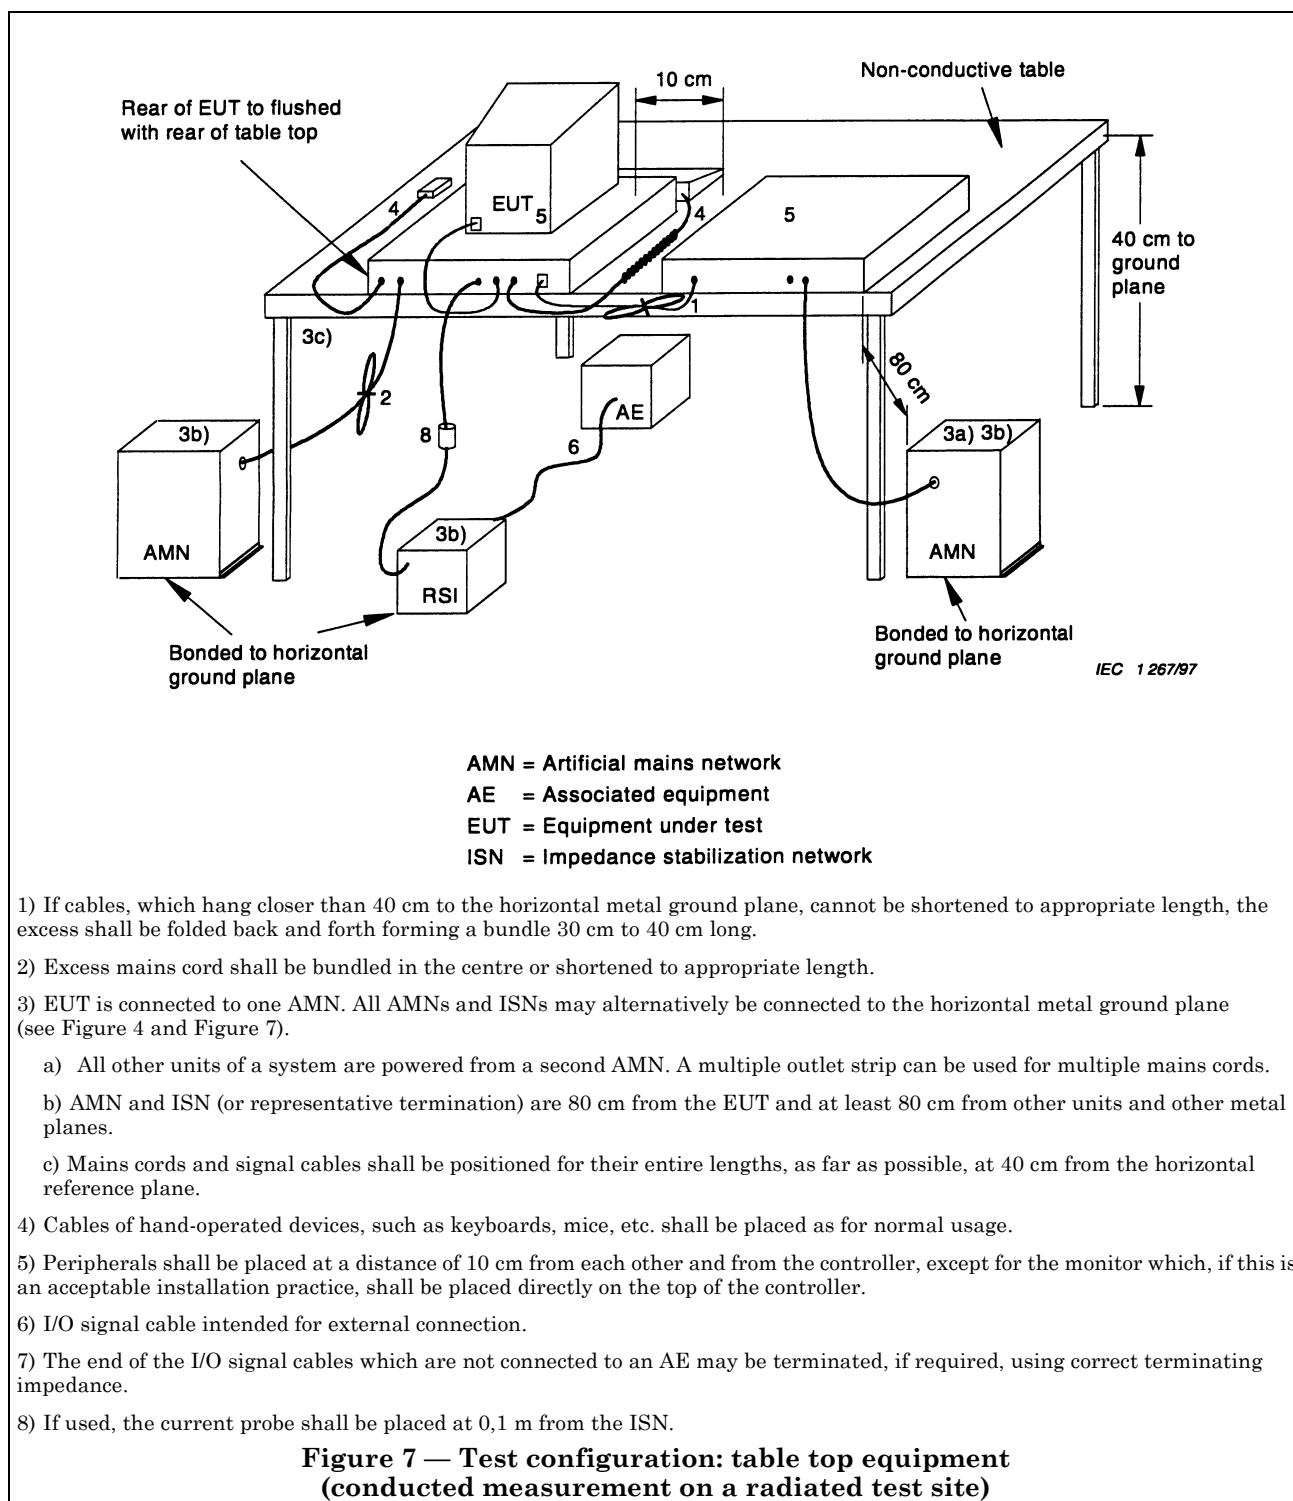 10 cm
Non-conductive table
Rear of EUT to flushed
with rear of table top
4
EUT
5
4
5
40 cm to
ground
plane
1
3c)
80 cm
2
AE
3b)
8
6
3a) 3b)
AMN
3b)
RSI
AMN
Bonded to horizontal
ground plane
Bonded to horizontal
ground plane
IEC 1 267/97
AMN = Artificial mains network
AE = Associated equipment
EUT = Equipment under test
ISN = Impedance stabilization network
1) If cables, which hang closer than 40 cm to the horizontal metal ground plane, cannot be shortened to appropriate length, the
excess shall be folded back and forth forming a bundle 30 cm to 40 cm long.
2) Excess mains cord shall be bundled in the centre or shortened to appropriate length.
3) EUT is connected to one AMN. All AMNs and ISNs may alternatively be connected to the horizontal metal ground plane
(see Figure 4 and Figure 7).
a) All other units of a system are powered from a second AMN. A multiple outlet strip can be used for multiple mains cords.
b) AMN and ISN (or representative termination) are 80 cm from the EUT and at least 80 cm from other units and other metal
planes.
c) Mains cords and signal cables shall be positioned for their entire lengths, as far as possible, at 40 cm from the horizontal
reference plane.
4) Cables of hand-operated devices, such as keyboards, mice, etc. shall be placed as for normal usage.
5) Peripherals shall be placed at a distance of 10 cm from each other and from the controller, except for the monitor which, if this is
an acceptable installation practice, shall be placed directly on the top of the controller.
6) I/O signal cable intended for external connection.
7) The end of the I/O signal cables which are not connected to an AE may be terminated, if required, using correct terminating
impedance.
8) If used, the current probe shall be placed at 0,1 m from the ISN.
Figure 7 — Test configuration: table top equipment
(conducted measurement on a radiated test site)